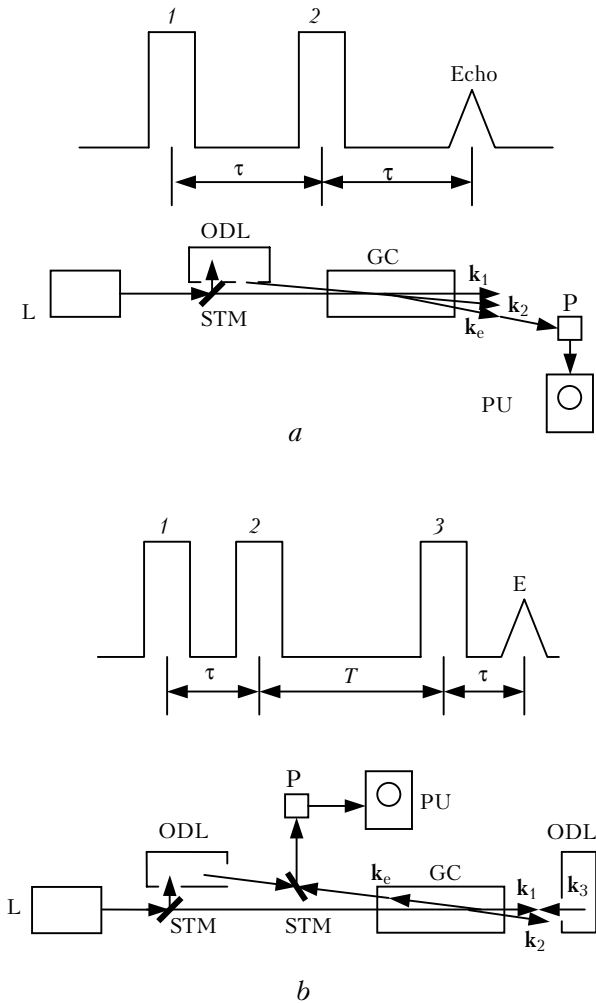 1 2
Echo
τ τ
ODL
GC
L
STM
k1
k2
ke
P
PU
a
1 2 3
E
τ T τ
P
PU
ODL ODL
ke GC k1 k3
L
STM STM
k2
b